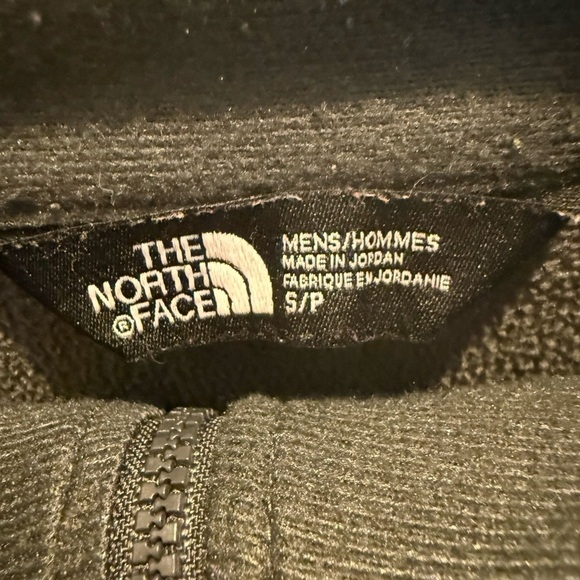 THE
NORTH
®FACE
MENS/HOMMES
MADE IN JORDAN
FABRIQUE EN JORDANIE
S/P